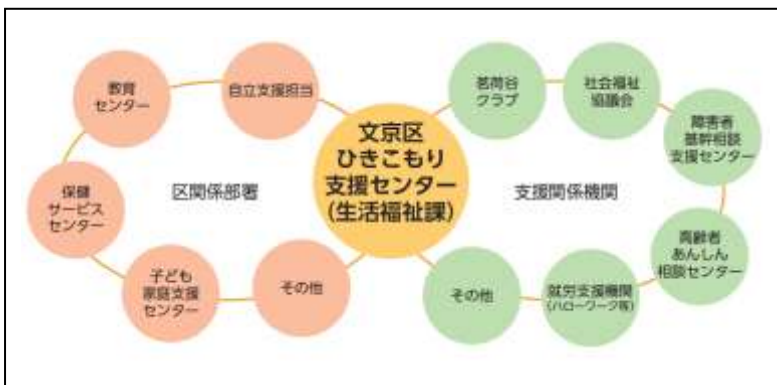 教育
センター
自立支援担当
保健
サービス
センター
区関係部署
子ども
家庭支援
センター
その他
文京区
ひきこもり
支援センター
(生活福祉課)
茗荷谷
クラブ
社会福祉
協議会
障害者
基幹相談
支援センター
支援関係機関
高齢者
あんしん
相談センター
就労支援機関
(ハローワーク等)
その他